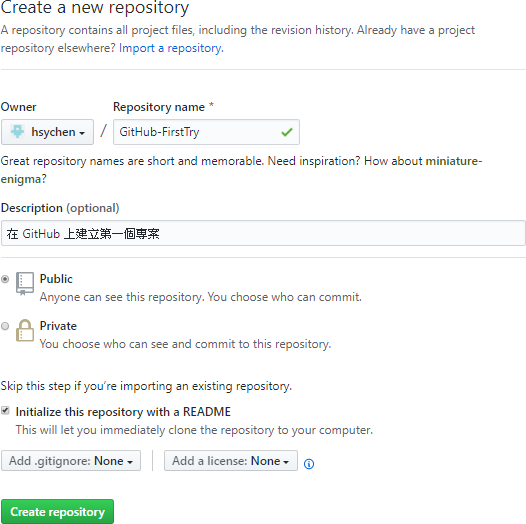 Create a new repository
A repository contains all project files, including the revision history. Already have a project
repository elsewhere? Import a repository.
Owner
Repository name *
hsychen / GitHub-FirstTry
Great repository names are short and memorable. Need inspiration? How about miniature-
enigma?
Description (optional)
在 GitHub 上建立第一個專案
Public
Anyone can see this repository. You choose who can commit.
Private
You choose who can see and commit to this repository.
Skip this step if you're importing an existing repository.
Initialize this repository with a README
This will let you immediately clone the repository to your computer.
Add .gitignore: None
Add a license: None
Create repository